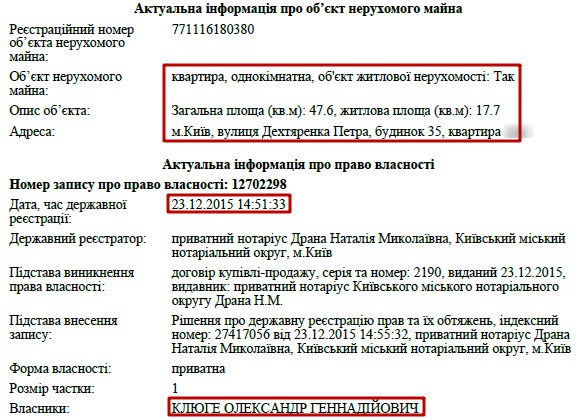 Актуальна інформація про об’єкт нерухомого майна
Реєстраційний номер 771116180380
об’єкта нерухомого
майна:
Об’єкт нерухомого квартира, однокімнатна, об'єкт житлової нерухомості: Так
майна:
Опис об’єкта: Загальна площа (кв.м): 47.6, житлова площа (кв.м): 17.7
Адреса: м.Київ, вулиця Дехтяренка Петра, будинок 35, квартира
Актуальна інформація про право власності
Номер запису про право власності: 12702298
Дата, час державної 23.12.2015 14:51:33
реєстрації:
Державний реєстратор: приватний нотаріус Драна Наталія Миколаївна, Київський міський
нотаріальний округ, м.Київ
Підстава виникнення договір купівлі-продажу, серія та номер: 2190, виданий 23.12.2015,
права власності: видавник: приватний нотаріус Київського міського нотаріального
округу Драна Н.М.
Підстава внесення Рішення про державну реєстрацію прав та їх обтяжень, індексний
запису: номер: 27417056 від 23.12.2015 14:55:32, приватний нотаріус Драна
Наталія Миколаївна, Київський міський нотаріальний округ, м.Київ
Форма власності: приватна
Розмір частки: 1
Власники: КЛЮГЕ ОЛЕКСАНДР ГЕННАДІЙОВИЧ